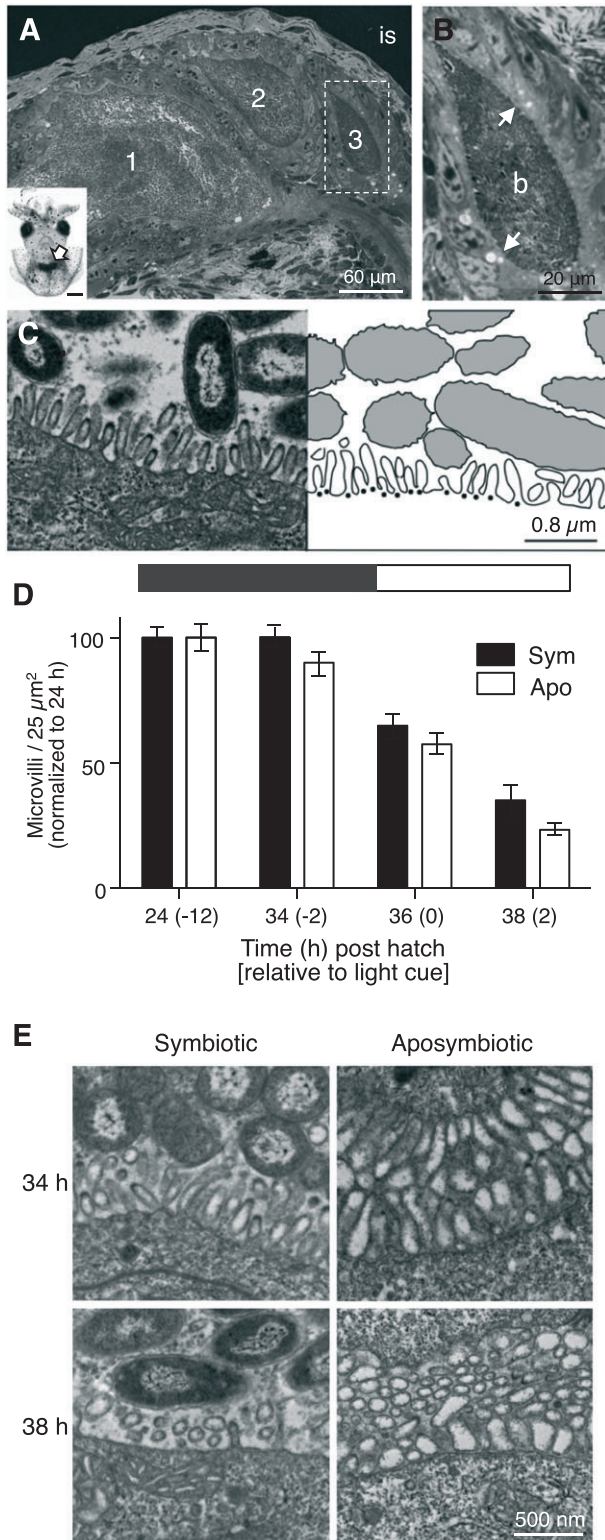 A
is
2
3
1
60 µm
B
b
20 µm
C
0.8 µm
D
Microvilli / 25 µm²
(normalized to 24 h)
100
50
0
Sym
Apo
24 (-12)
34 (-2)
36 (0)
38 (2)
Time (h) post hatch
[relative to light cue]
E
Symbiotic
Aposymbiotic
34 h
38 h
500 nm